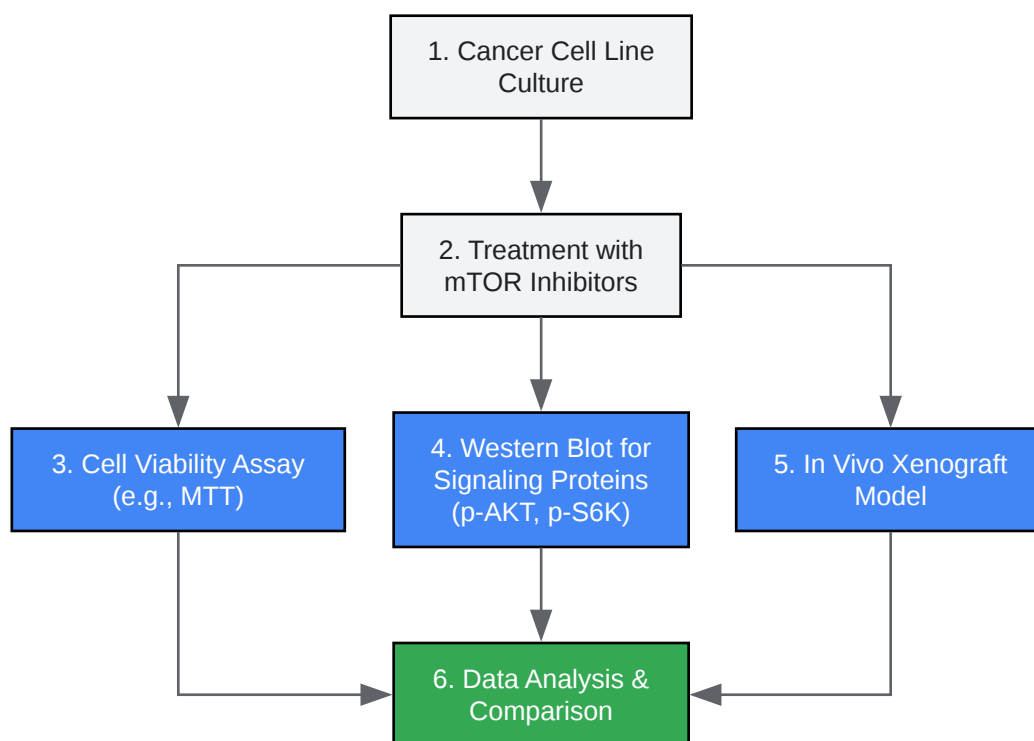 1. Cancer Cell Line
Culture
2. Treatment with
mTOR Inhibitors
3. Cell Viability Assay
(e.g., MTT)
4. Western Blot for
Signaling Proteins
(p-AKT, p-S6K)
5. In Vivo Xenograft
Model
6. Data Analysis &
Comparison